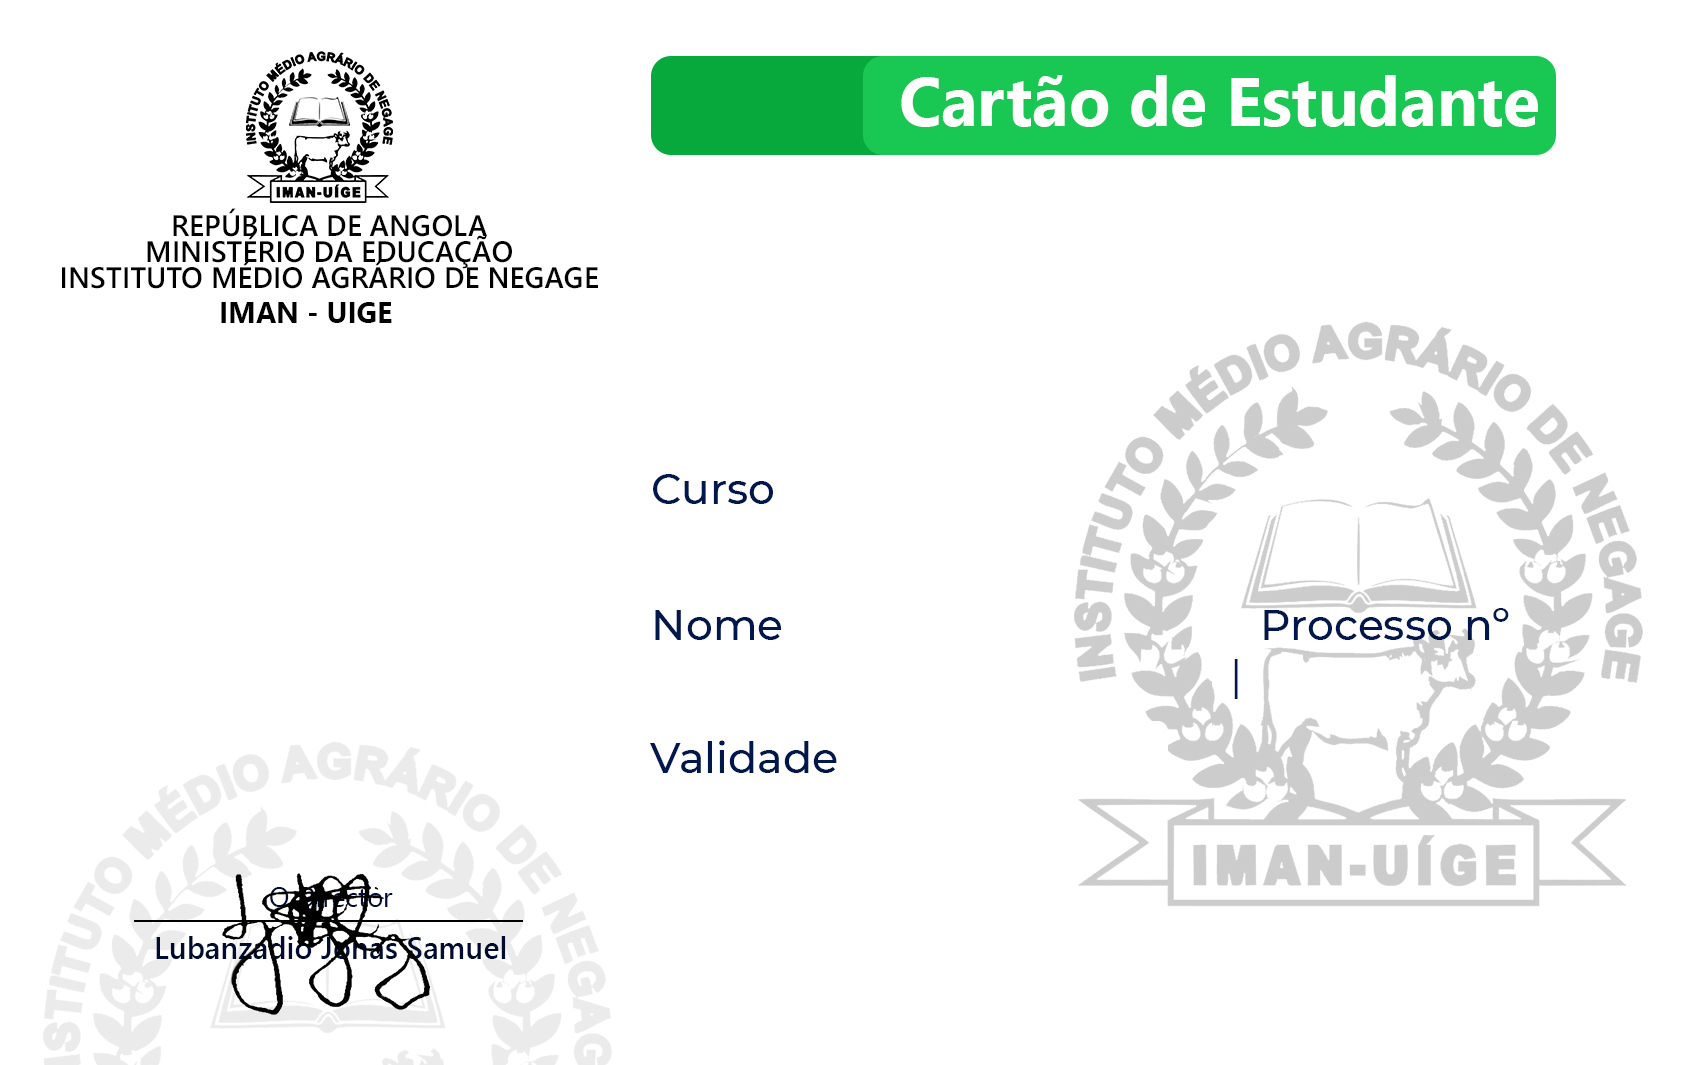 INSTITUTO MÉDIO AGRÁRIO DE NEGAGE
IMAN-UÍGE
REPÚBLICA DE ANGOLA
MINISTÉRIO DA EDUCAÇÃO
INSTITUTO MÉDIO AGRÁRIO DE NEGAGE
IMAN - UIGE
Cartão de Estudante
INSTITUTO MÉDIO AGRÁRIO DE NEGAGE
Curso
Nome
Processo nº
|
Validade
IMAN-UÍGE
STITUTO MÉDIO AGRÁRIO DE NEGAG
O Director
Lubanzadio Jonas Samuel